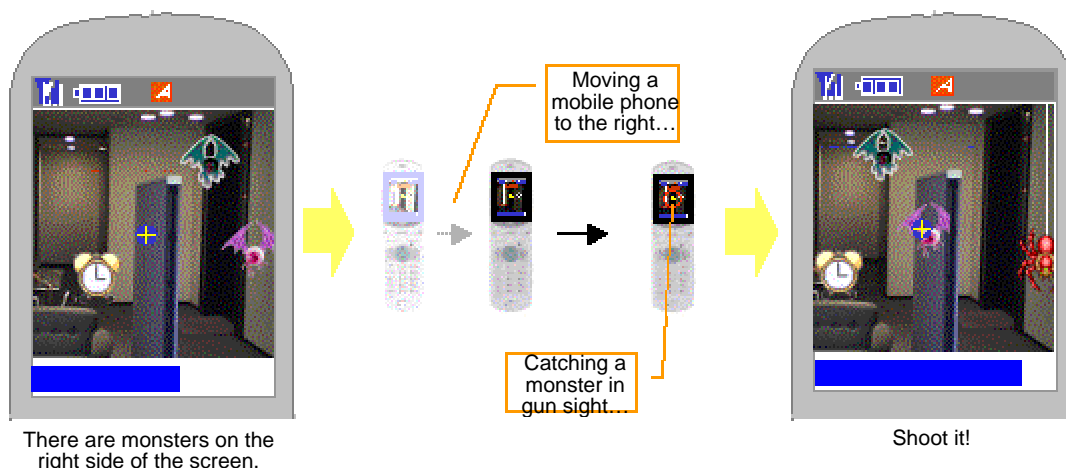 Moving a
mobile phone
to the right…
Catching a
monster in
gun sight…
There are monsters on the
right side of the screen.
Shoot it!